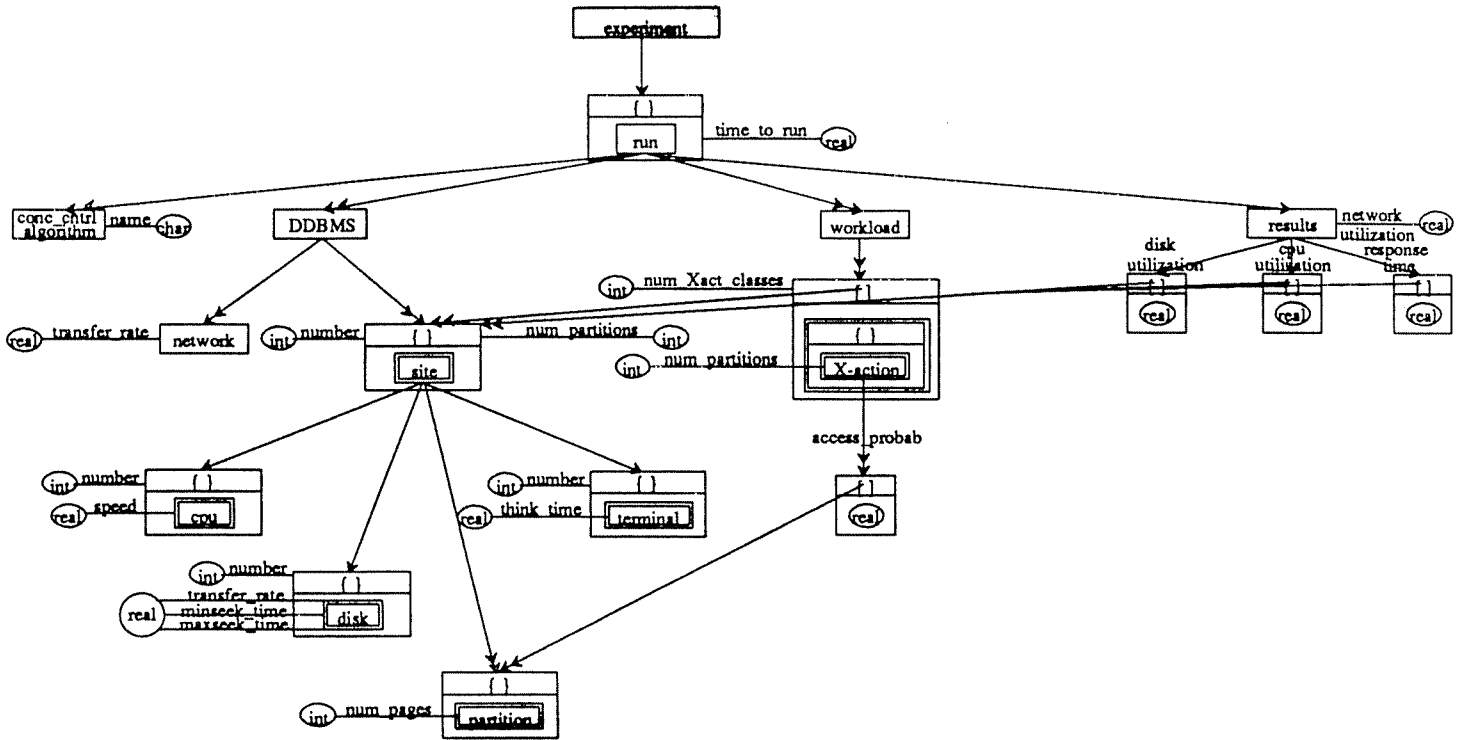 experiment
{ }
run
time_to_run
real
conc_cntrl
algorithm
name
char
DDBMS
workload
results
network
utilization
real
disk
utilization
cpu
utilization
response
time
[ ]
real
[ ]
real
[ ]
real
int
num_Xact_classes
[ ]
{ }
X-action
int
num_partitions
real
transfer_rate
network
int
number
{ }
site
num_partitions
int
access_probab
[ ]
real
int
number
{ }
real
speed
cpu
int
number
{ }
real
think_time
terminal
int
number
{ }
real
transfer_rate
minseek_time
maxseek_time
disk
{ }
int
num_pages
partition